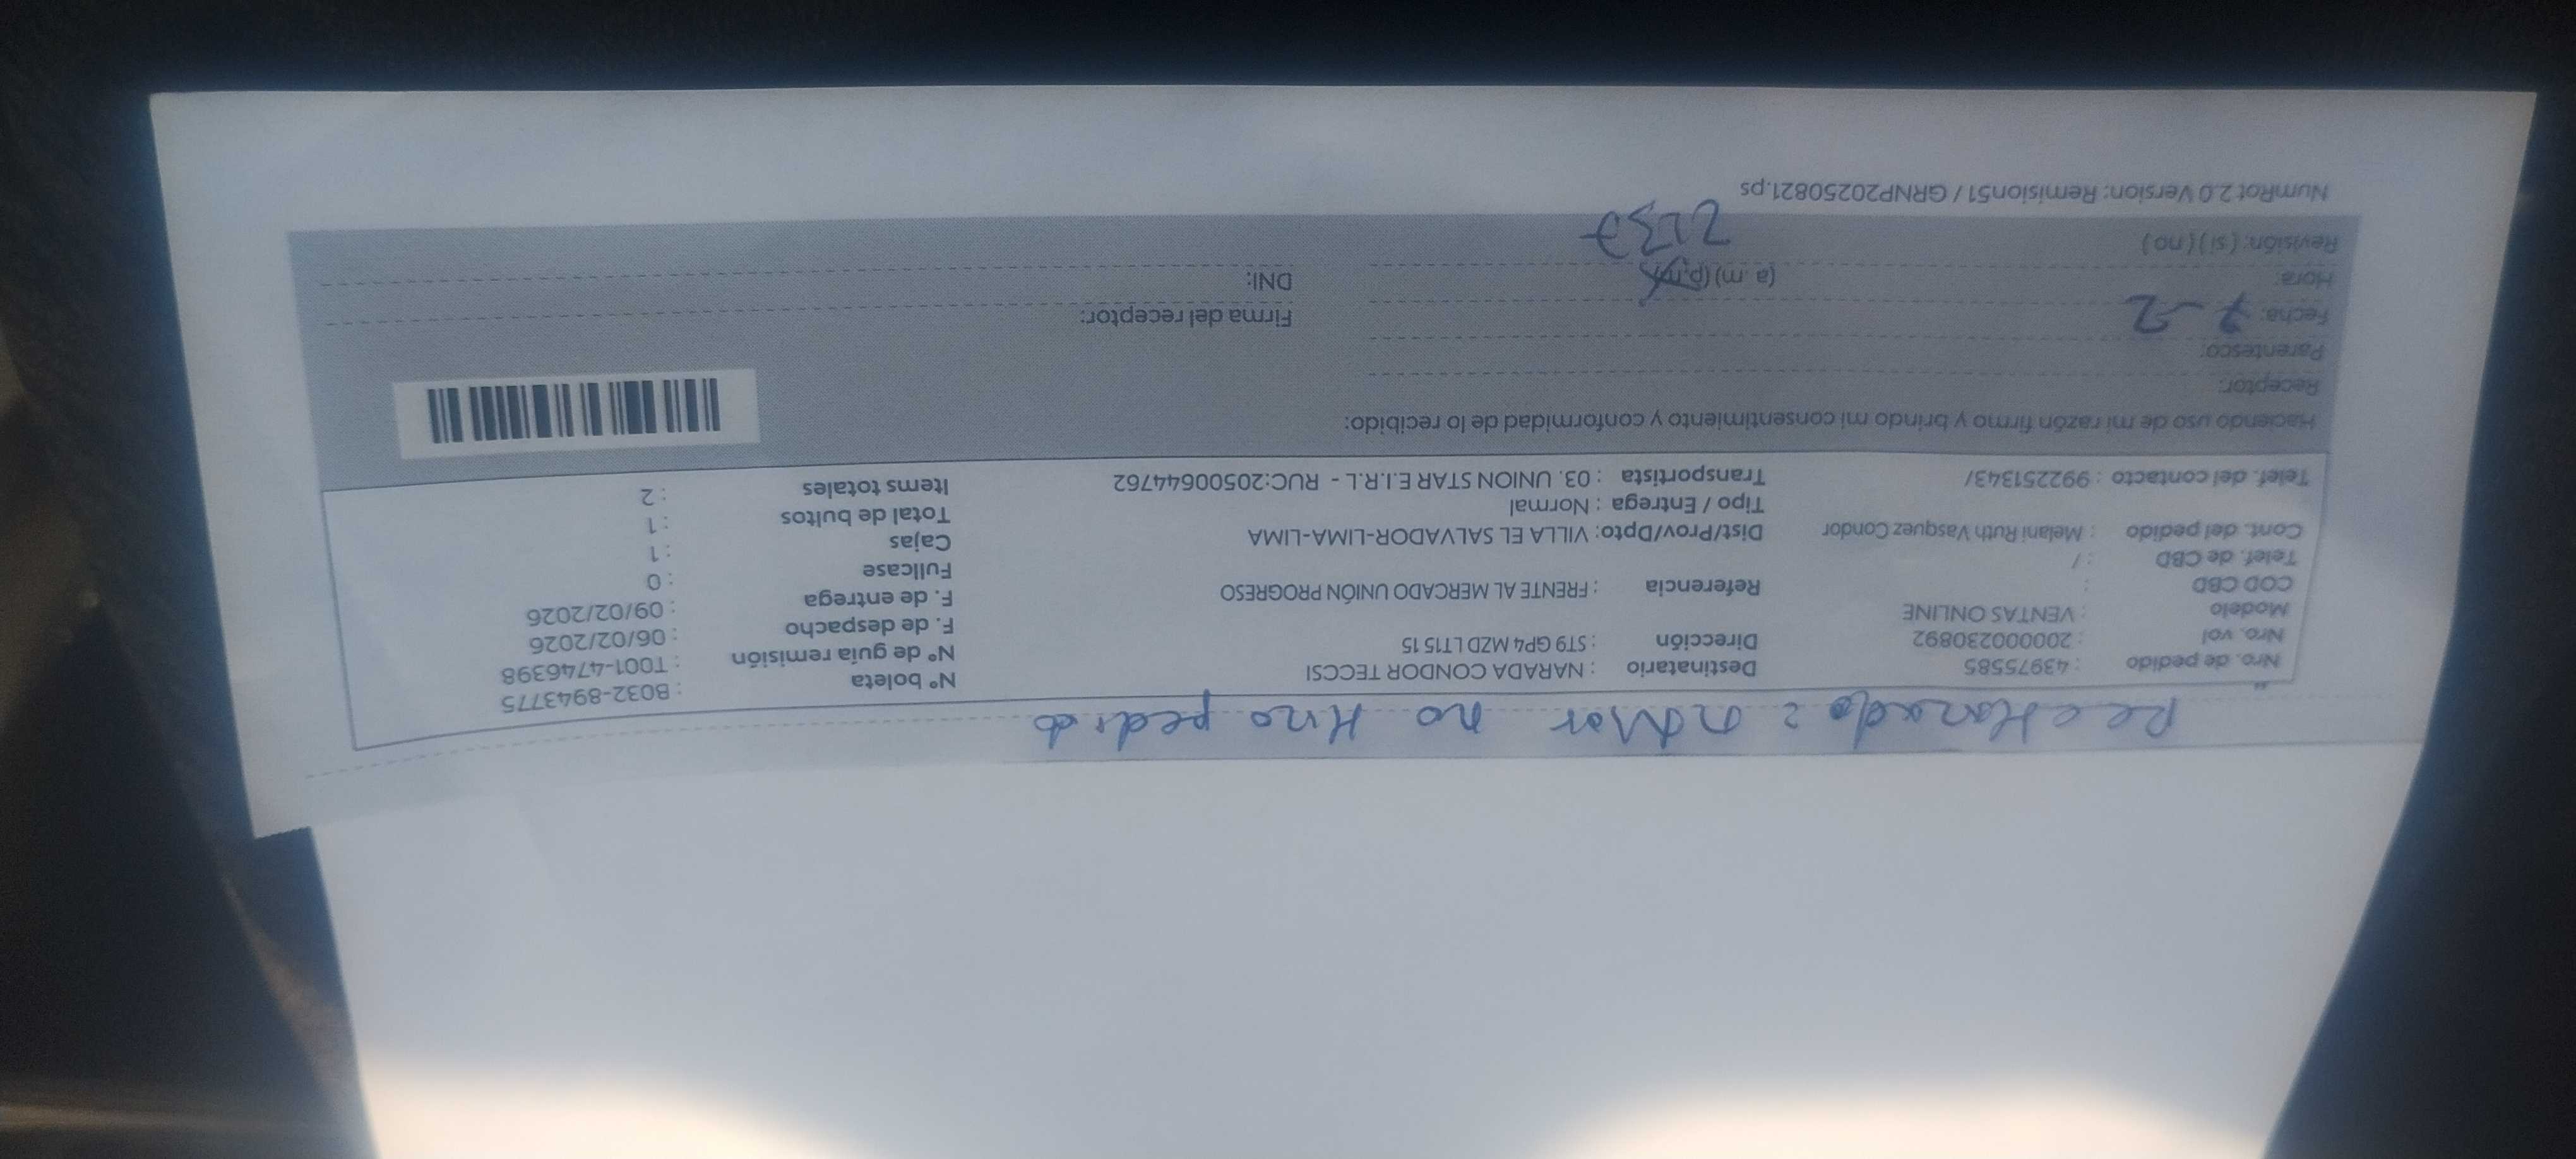 Reehazado : n Mor no Hizo pedido
Nro. de pedido : 43975585
Nro. vol : 2000000230892
Modelo : VENTAS ONLINE
COD CBD :
Telef. de CBD : /
Cont. del pedido : Melani Ruth Vasquez Condor
Telef. del contacto : 992251343/
Destinatario : NARADA CONDOR TECCSI
Dirección : ST9 GP4 MZD LT15 15
Referencia : FRENTE AL MERCADO UNIÓN PROGRESO
Dist/Prov/Dpto: VILLA EL SALVADOR-LIMA-LIMA
Tipo / Entrega : Normal
Transportista : 03. UNION STAR E.I.R.L - RUC:20500644762
Nº boleta : B032-8943775
Nº de guía remisión : T001-4746398
F. de despacho : 06/02/2026
F. de entrega : 09/02/2026
Fullcase : 0
Cajas : 1
Total de bultos : 1
Items totales : 2
Haciendo uso de mi razón firmo y brindo mi consentimiento y conformidad de lo recibido:
Receptor:
Parentesco:
Fecha: 7-2
Hora: (a. m) (p.m)
Revisión: (si) (no) 2237
Firma del receptor:
DNI:
NumRot 2.0 Version: Remision51 / GRNP20250821.ps